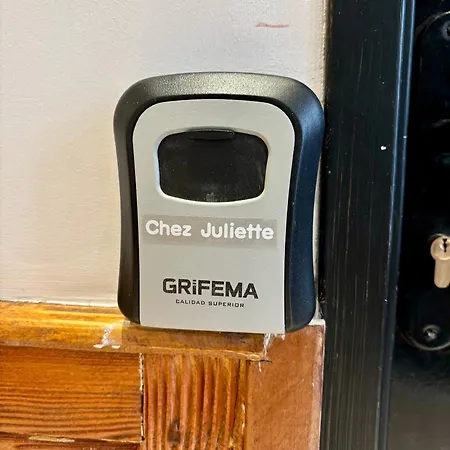 Chez Juliette
GRiFEMA
CALIDAD SUPERIOR